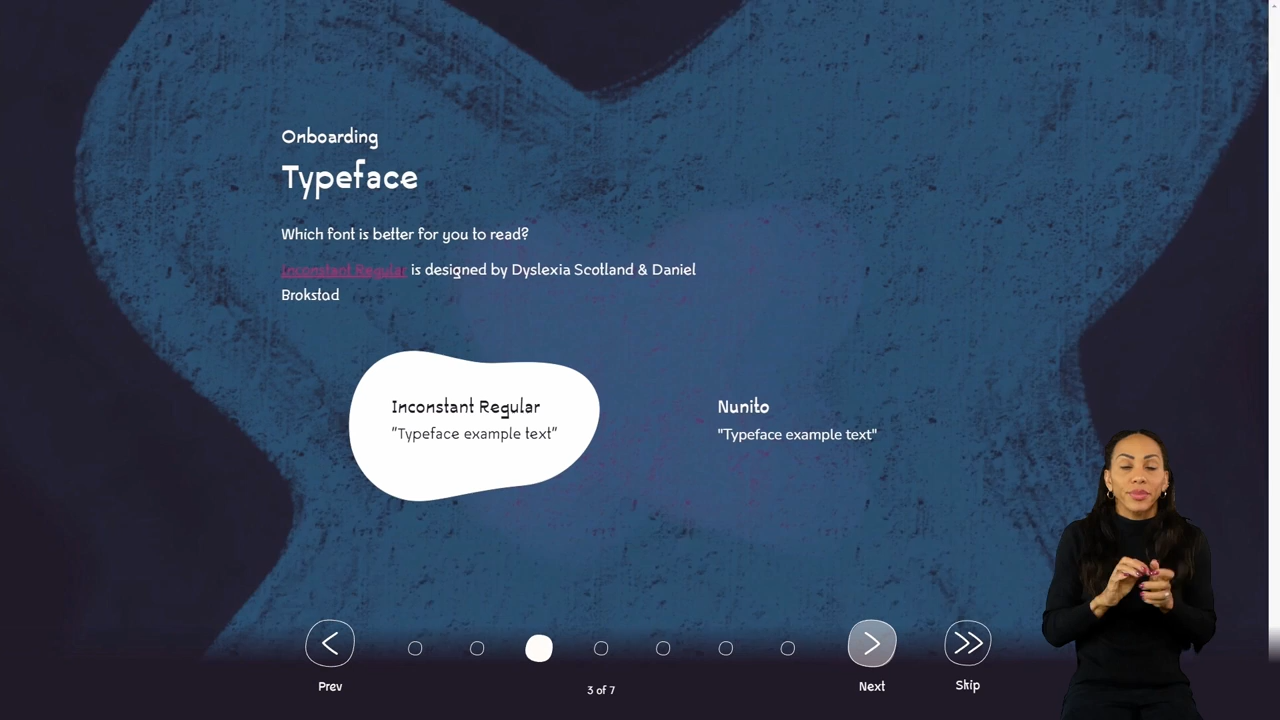 Onboarding
Typeface
Which font is better for you to read?
Inconstant Regular is designed by Dyslexia Scotland & Daniel
Brokstad
Inconstant Regular
"Typeface example text"
Nunito
"Typeface example text"
Prev
3 of 7
Next
Skip